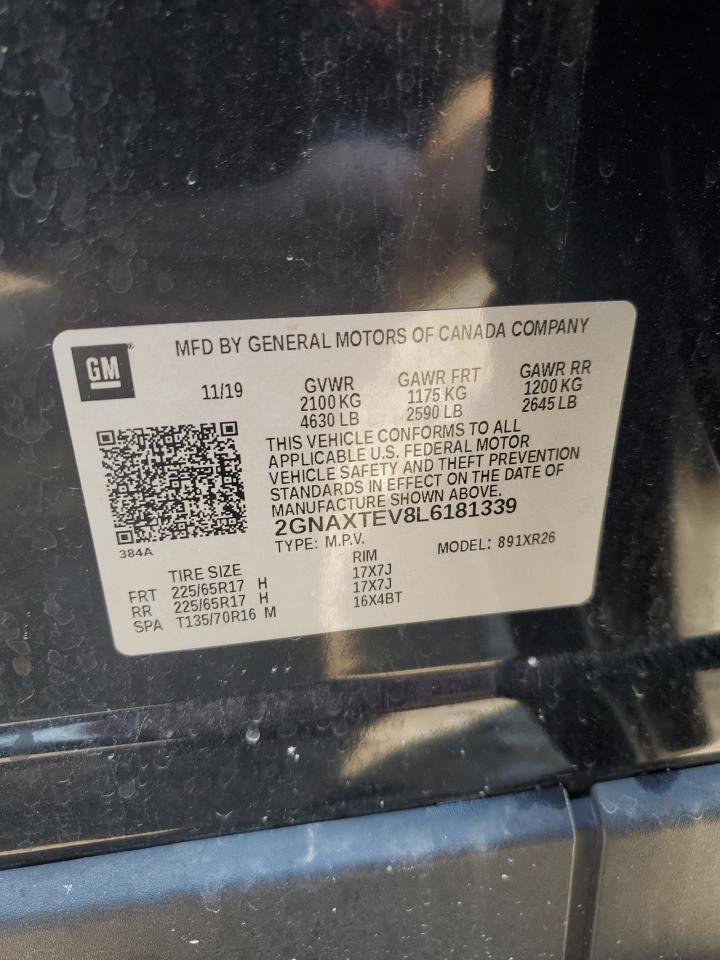 GM
MFD BY GENERAL MOTORS OF CANADA COMPANY
11/19 GVWR GAWR FRT GAWR RR
2100 KG 1175 KG 1200 KG
4630 LB 2590 LB 2645 LB
THIS VEHICLE CONFORMS TO ALL
APPLICABLE U.S. FEDERAL MOTOR
VEHICLE SAFETY AND THEFT PREVENTION
STANDARDS IN EFFECT ON THE DATE OF
MANUFACTURE SHOWN ABOVE.
2GNAXTEV8L6181339
384A TYPE: M.P.V. MODEL: 891XR26
TIRE SIZE RIM
FRT 225/65R17 H 17X7J
RR 225/65R17 H 17X7J
SPA T135/70R16 M 16X4BT